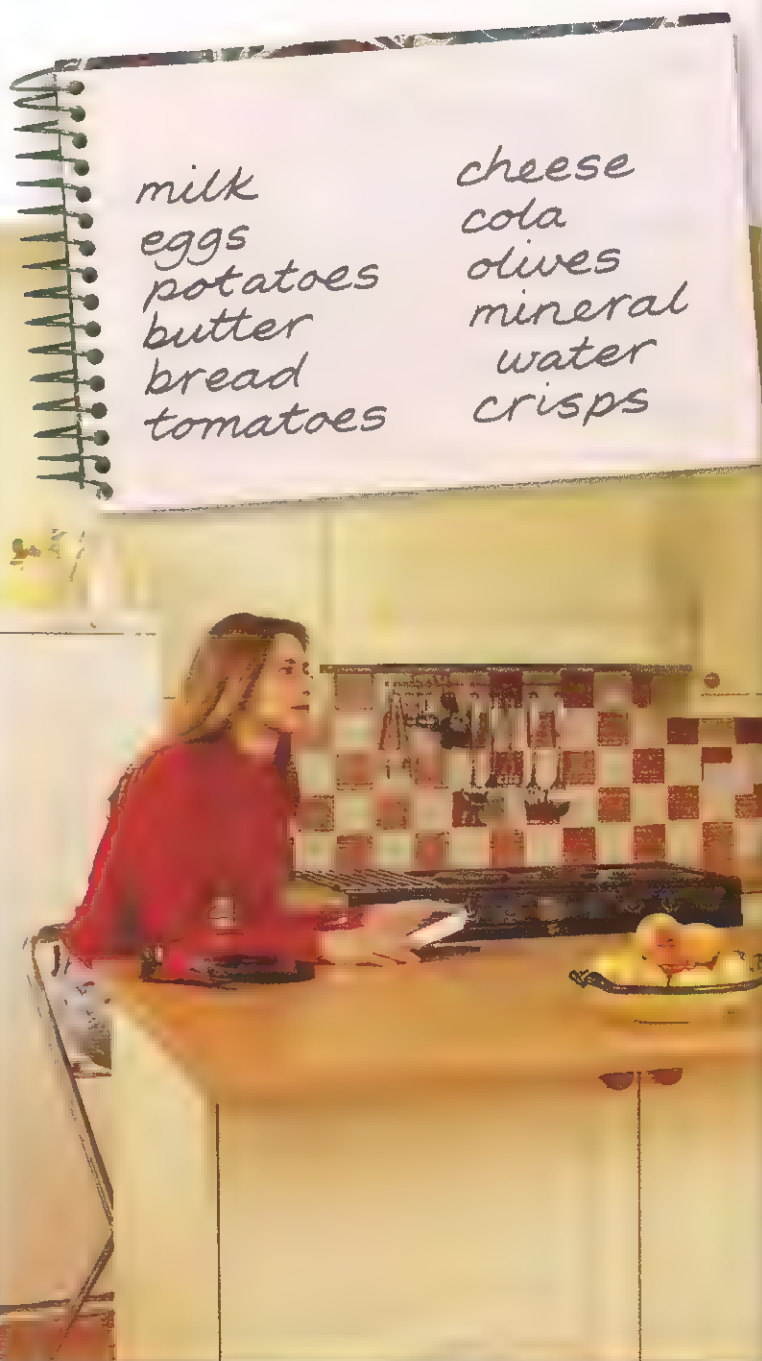 milk
eggs
potatoes
butter
bread
tomatoes
cheese
cola
olives
mineral
water
crisps